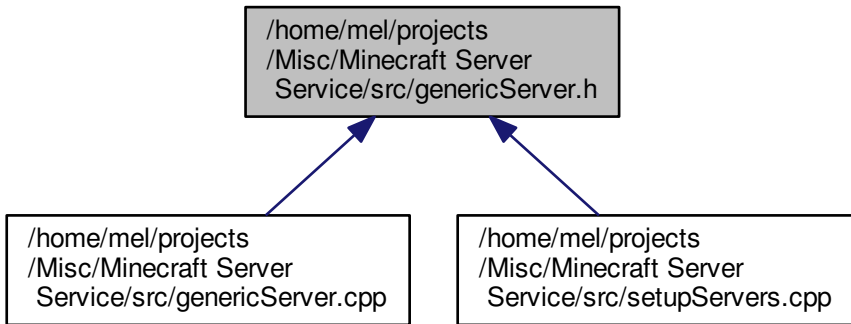 /home/mel/projects
/Misc/Minecraft Server
Service/src/genericServer.h
/home/mel/projects
/Misc/Minecraft Server
Service/src/genericServer.cpp
/home/mel/projects
/Misc/Minecraft Server
Service/src/setupServers.cpp